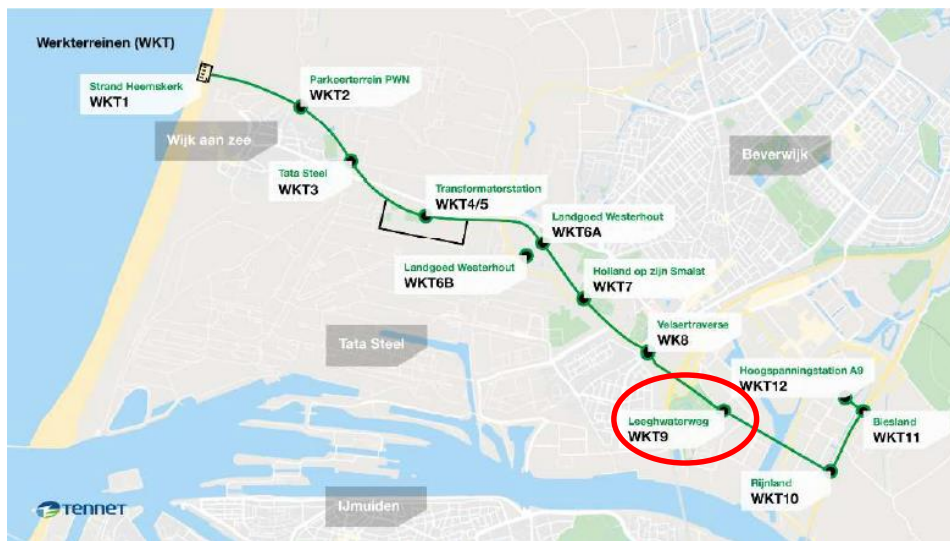 Werkterreinen (WKT)
Strand Heemskerk
WKT1
Parkeerterrein PWN
WKT2
Wijk aan zee
Beverwijk
Tata Steel
WKT3
Transformatorstation
WKT4/5
Landgoed Westerhout
WKT6A
Landgoed Westerhout
WKT6B
Holland op zijn Smalst
WKT7
Tata Steel
Velsertraverse
WK8
Hoogspanningstation A9
WKT12
Leeghwaterweg
WKT9
Biesland
WKT11
Rijnland
WKT10
IJmuiden
TENNET